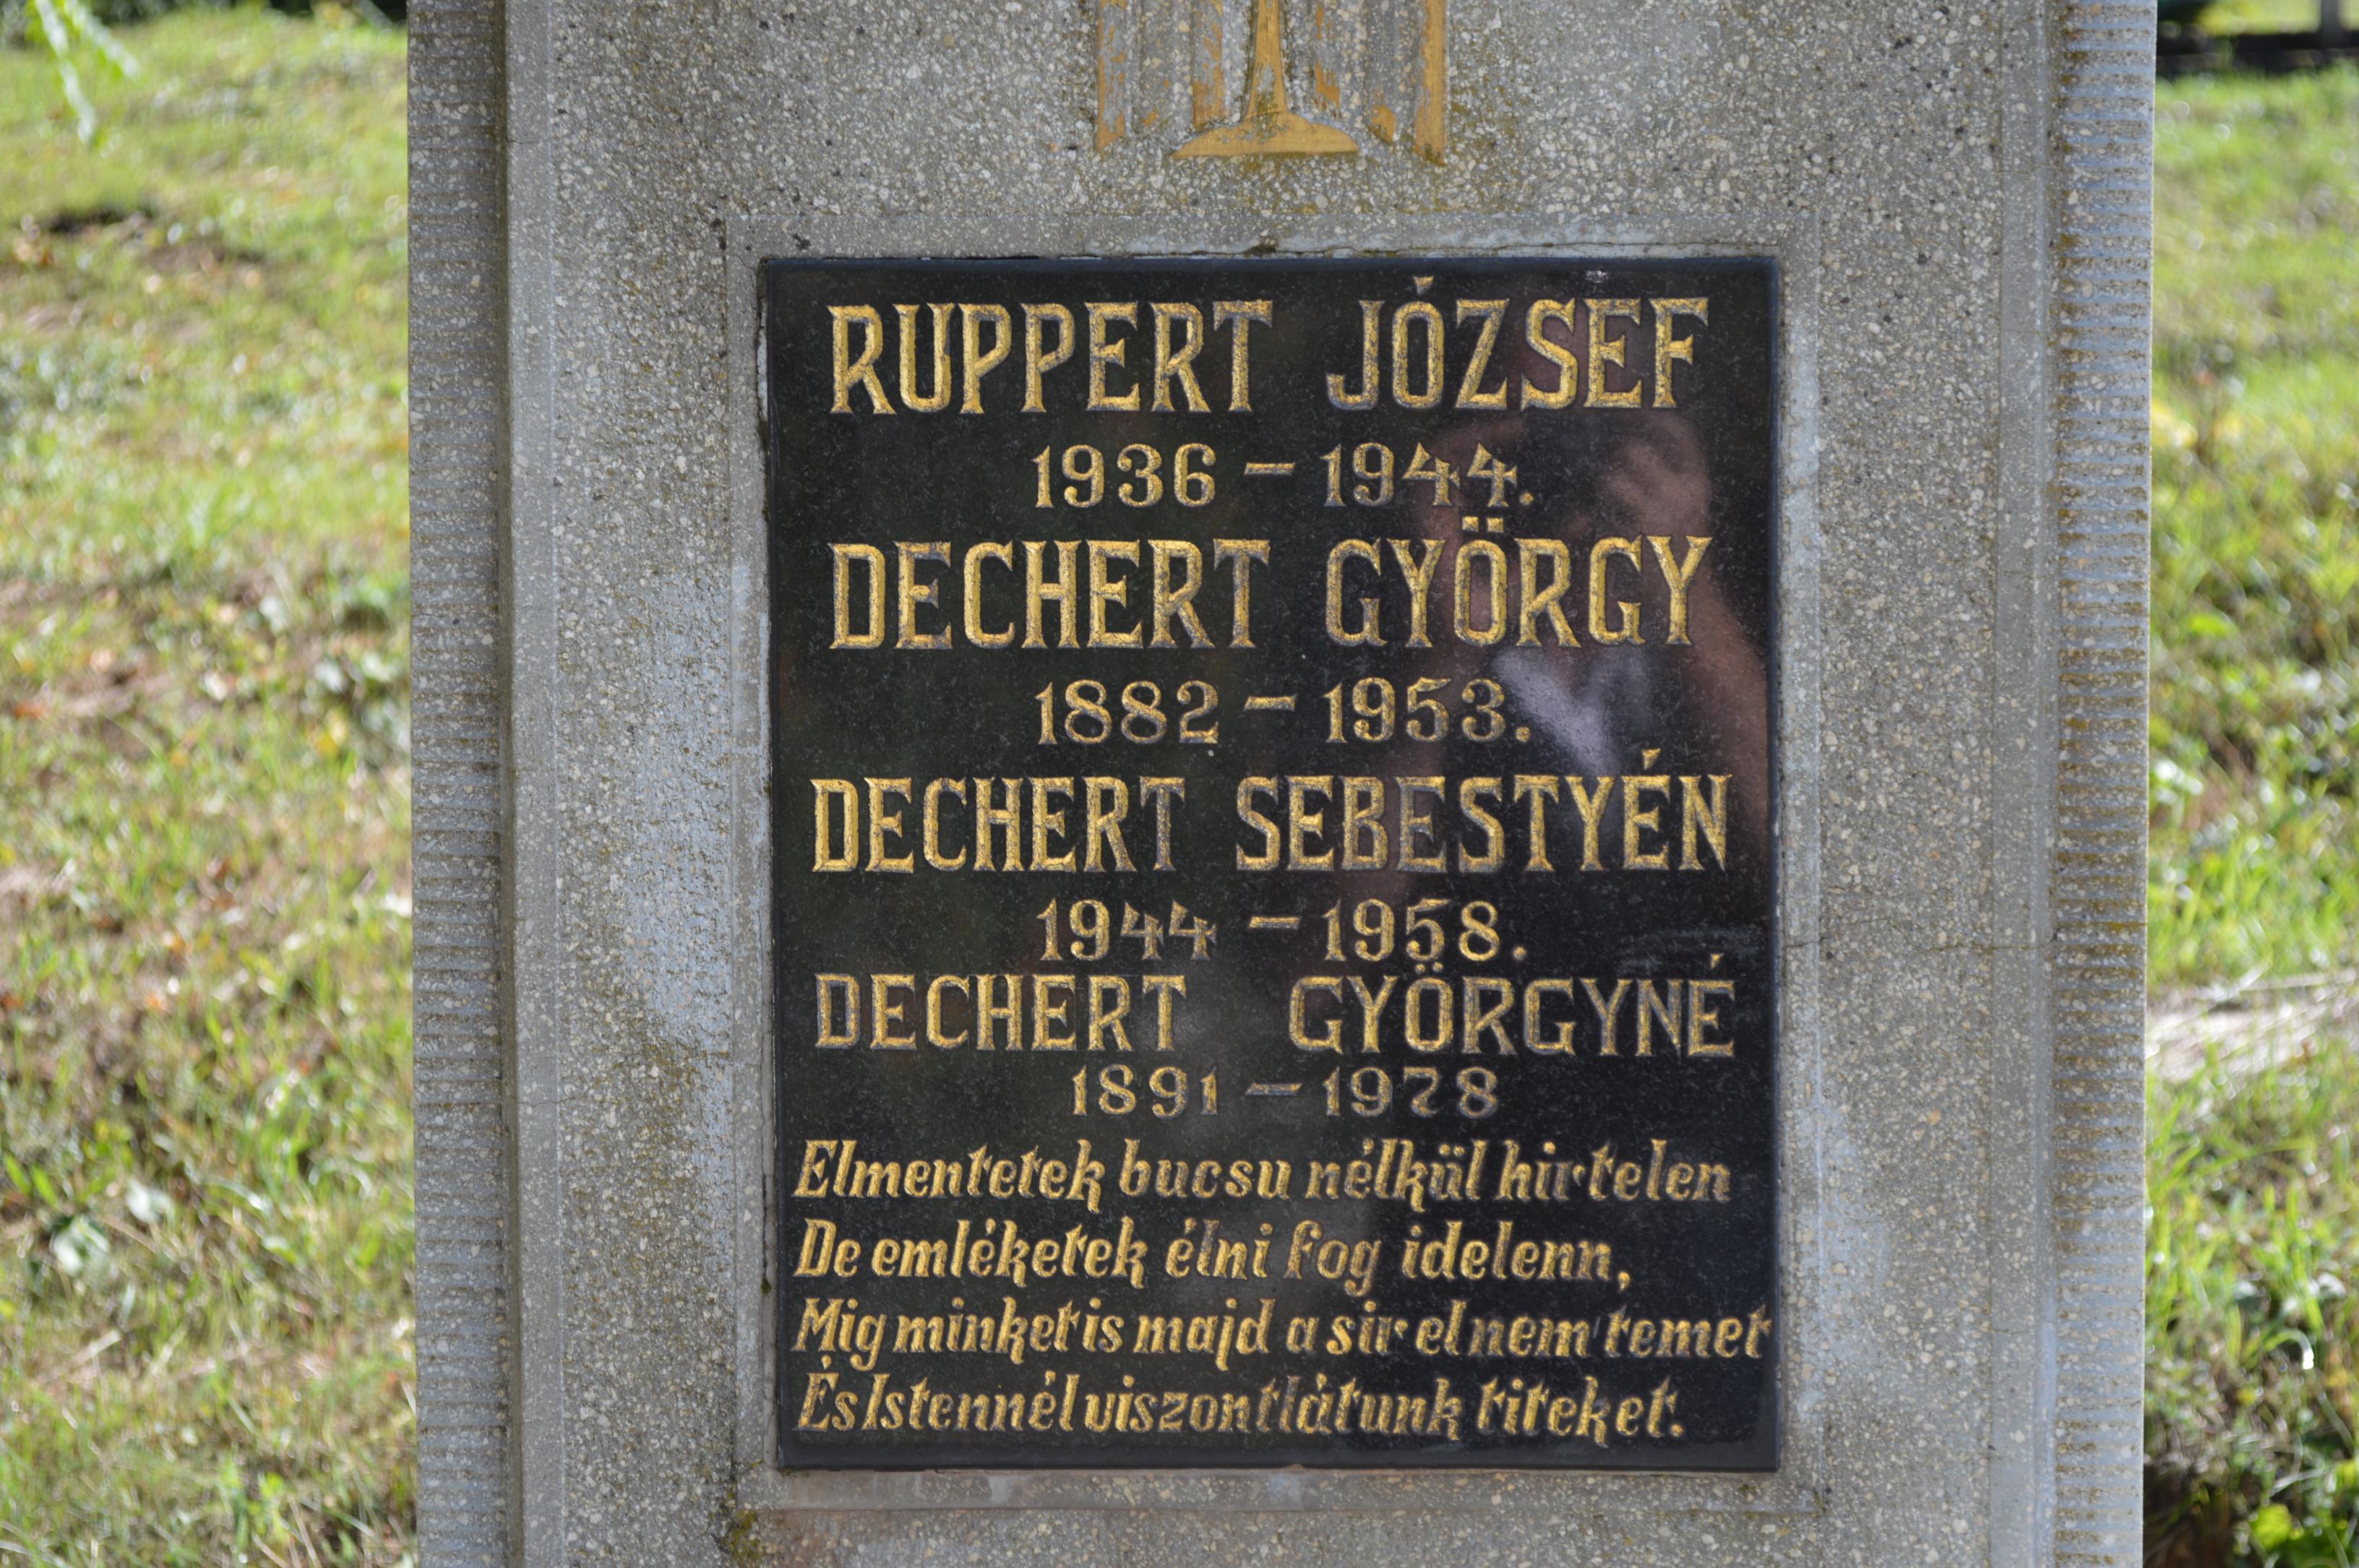 RUPPERT JÓZSEF
1936 – 1944.
DECHERT GYÖRGY
1882 – 1953.
DECHERT SEBESTYÉN
1944 – 1958.
DECHERT GYÖRGYNÉ
1891 – 1978
Elmentetek bucsu nélkül hirtelen
De emléketek élni fog idelenn,
Mig minket is majd a sir el nem temet
És Istennél viszontlátunk titeket.